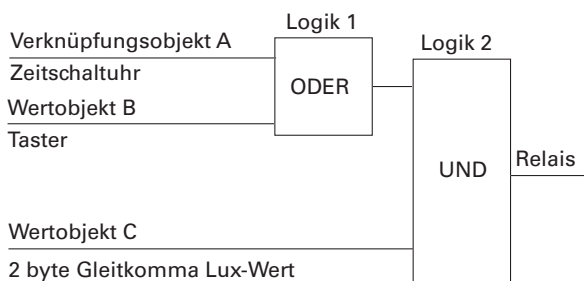 Logik 1
Verknüpfungsobjekt A
Logik 2
Zeitschaltuhr
ODER
Wertobjekt B
Taster
UND
Relais
Wertobjekt C
2 byte Gleitkomma Lux-Wert